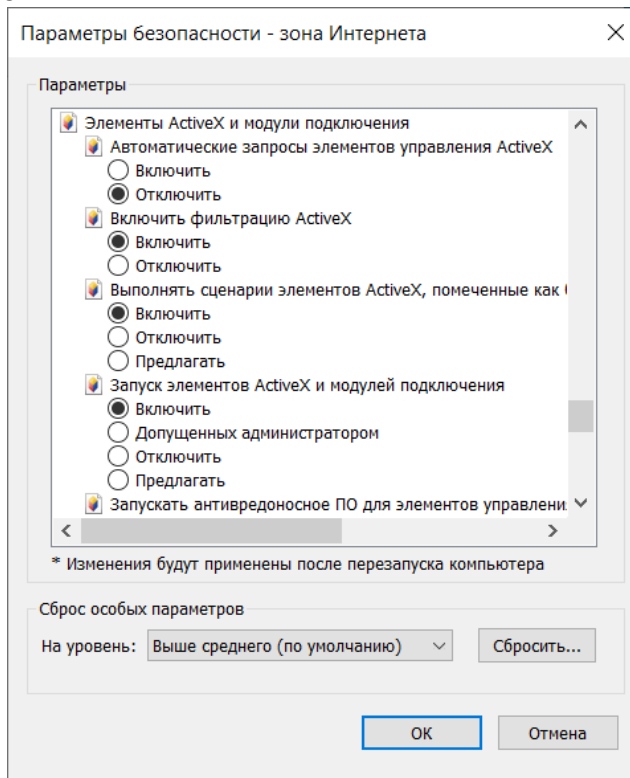 Параметры безопасности - зона Интернета
Параметры
Элементы ActiveX и модули подключения
Автоматические запросы элементов управления ActiveX
Включить
Отключить
Включить фильтрацию ActiveX
Включить
Отключить
Выполнять сценарии элементов ActiveX, помеченные как
Включить
Отключить
Предлагать
Запуск элементов ActiveX и модулей подключения
Включить
Допущенных администратором
Отключить
Предлагать
Запускать антивредоносное ПО для элементов
* Изменения будут применены после перезапуска компьютера
Сброс особых параметров
На уровень: Выше среднего (по умолчанию) Сбросить...
ОК Отмена